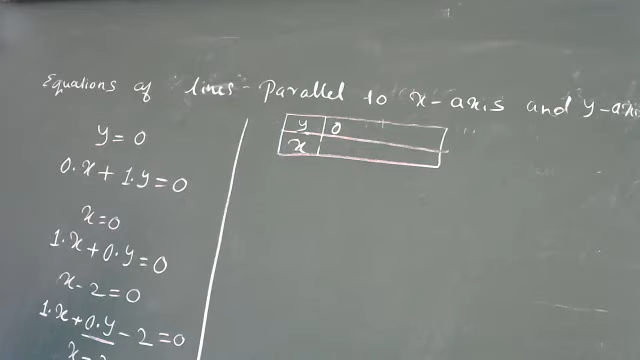 Equations of lines Parallel to x-axis and y-axis
y = 0
0.x + 1.y = 0
x = 0
1.x + 0.y = 0
x - 2 = 0
1.x + 0.y - 2 = 0
y 0
x